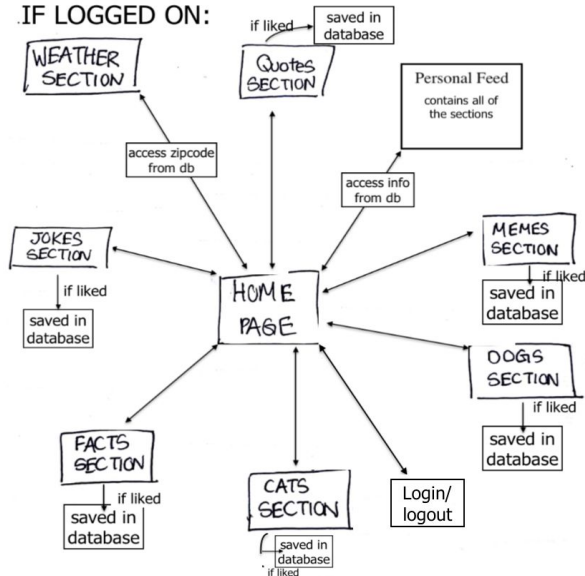 IF LOGGED ON:
if liked
saved in
database
WEATHER
SECTION
QUOTES
SECTION
Personal Feed
contains all of
the sections
access zipcode
from db
access info
from db
JOKES
SECTION
if liked
saved in
database
MEMES
SECTION
if liked
saved in
database
HOME
PAGE
DOGS
SECTION
if liked
saved in
database
FACTS
SECTION
if liked
saved in
database
CATS
SECTION
saved in
database
if liked
Login/
logout